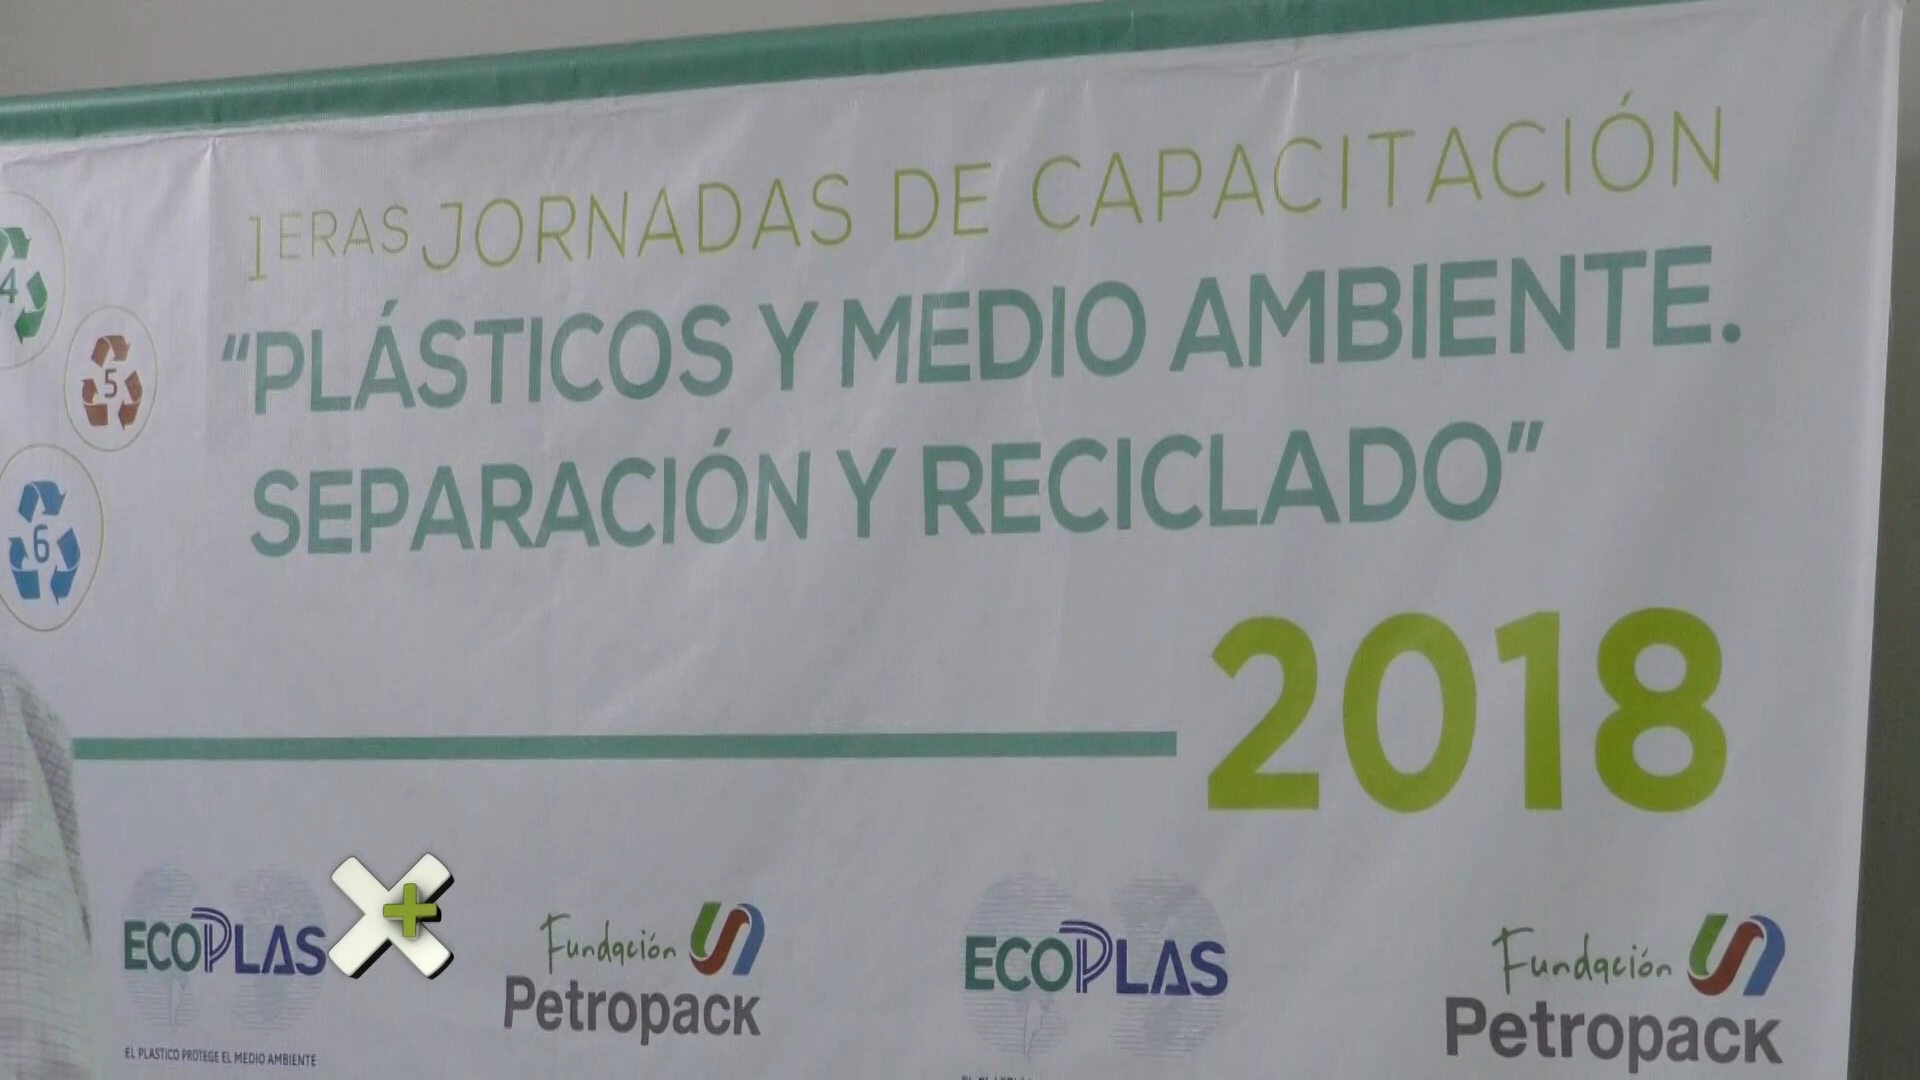 1ERAS JORNADAS DE CAPACITACIÓN
"PLÁSTICOS Y MEDIO AMBIENTE.
SEPARACIÓN Y RECICLADO"
4
5
6
2018
ECOPLAS
EL PLASTICO PROTEGE EL MEDIO AMBIENTE
Fundación
Petropack
ECOPLAS
Fundación
Petropack